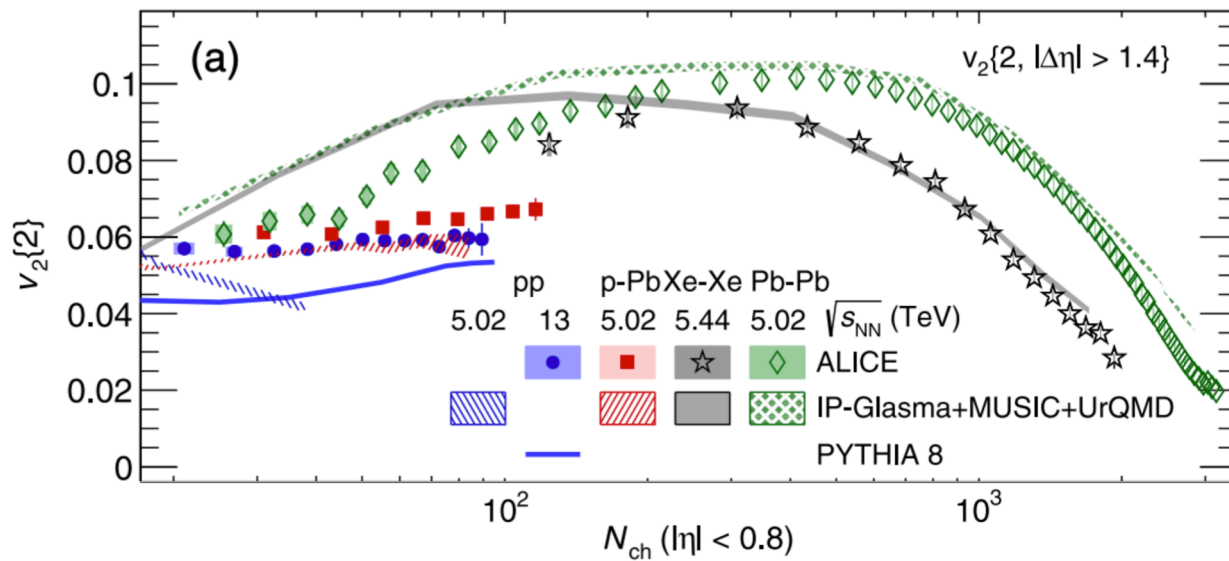 (a)
v₂{2, |Δη| > 1.4}
v₂{2}
0.1
0.08
0.06
0.04
0.02
0
pp p-Pb Xe-Xe Pb-Pb
5.02 13 5.02 5.44 5.02 √s_NN (TeV)
ALICE
IP-Glasma+MUSIC+UrQMD
PYTHIA 8
10² 10³
N_ch (|η| < 0.8)